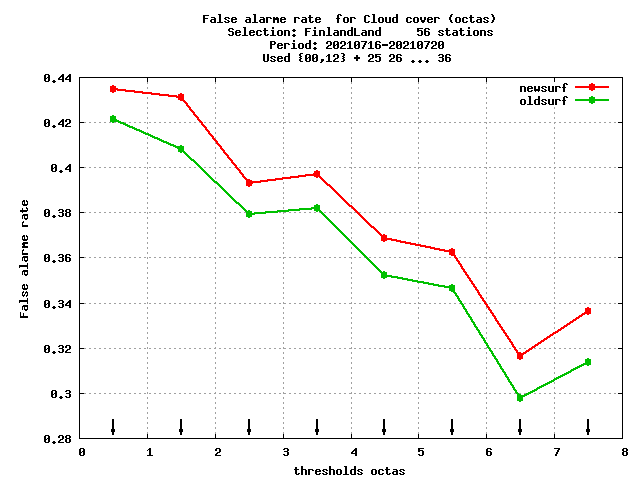 False alarme rate  for Cloud cover (octas)
Selection: FinlandLand     56 stations
Period: 20210716-20210720
Used {00,12} + 25 26 ... 36
newsurf
oldsurf
False alarme rate
0.44
0.42
0.4
0.38
0.36
0.34
0.32
0.3
0.28
0 1 2 3 4 5 6 7 8
thresholds octas